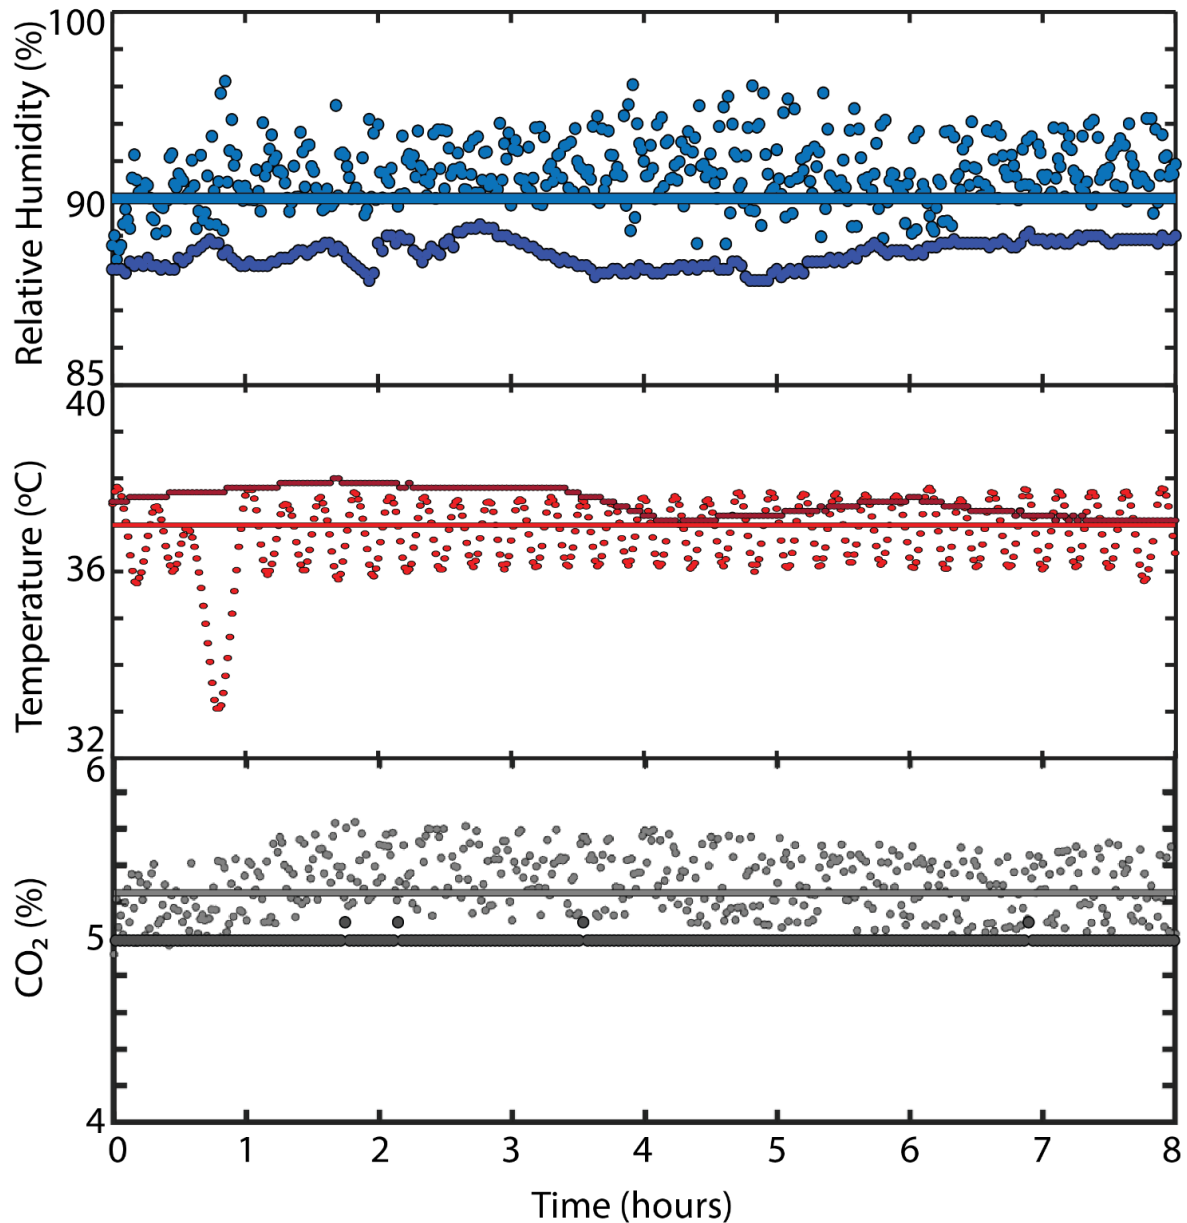 Relative Humidity (%)
100
90
85
Temperature (ºC)
40
36
32
CO₂ (%)
6
5
4
0 1 2 3 4 5 6 7 8
Time (hours)